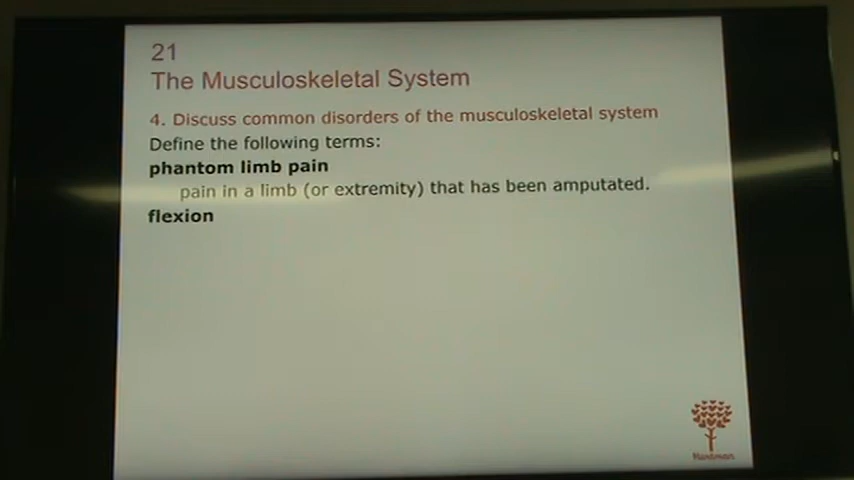 21
The Musculoskeletal System
4. Discuss common disorders of the musculoskeletal system
Define the following terms:
phantom limb pain
pain in a limb (or extremity) that has been amputated.
flexion
Hartman